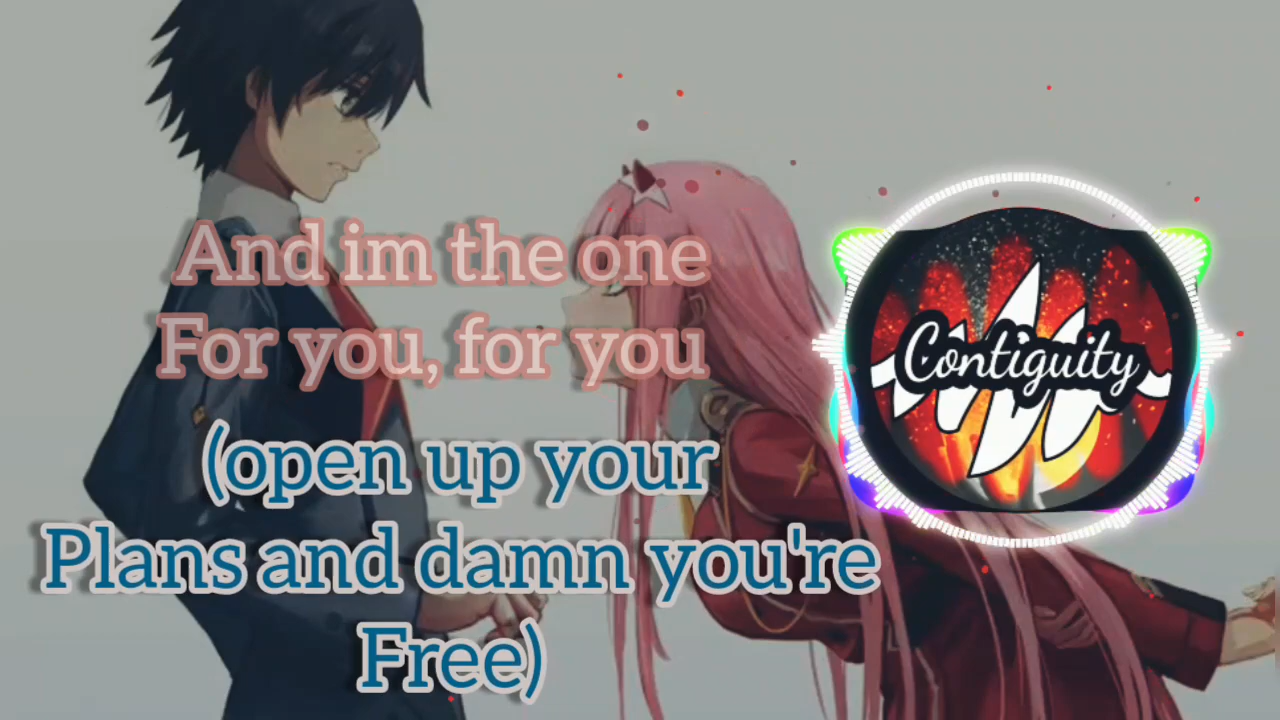 And im the one
For you, for you
(open up your
Plans and damn you're
Free)
Contiguity